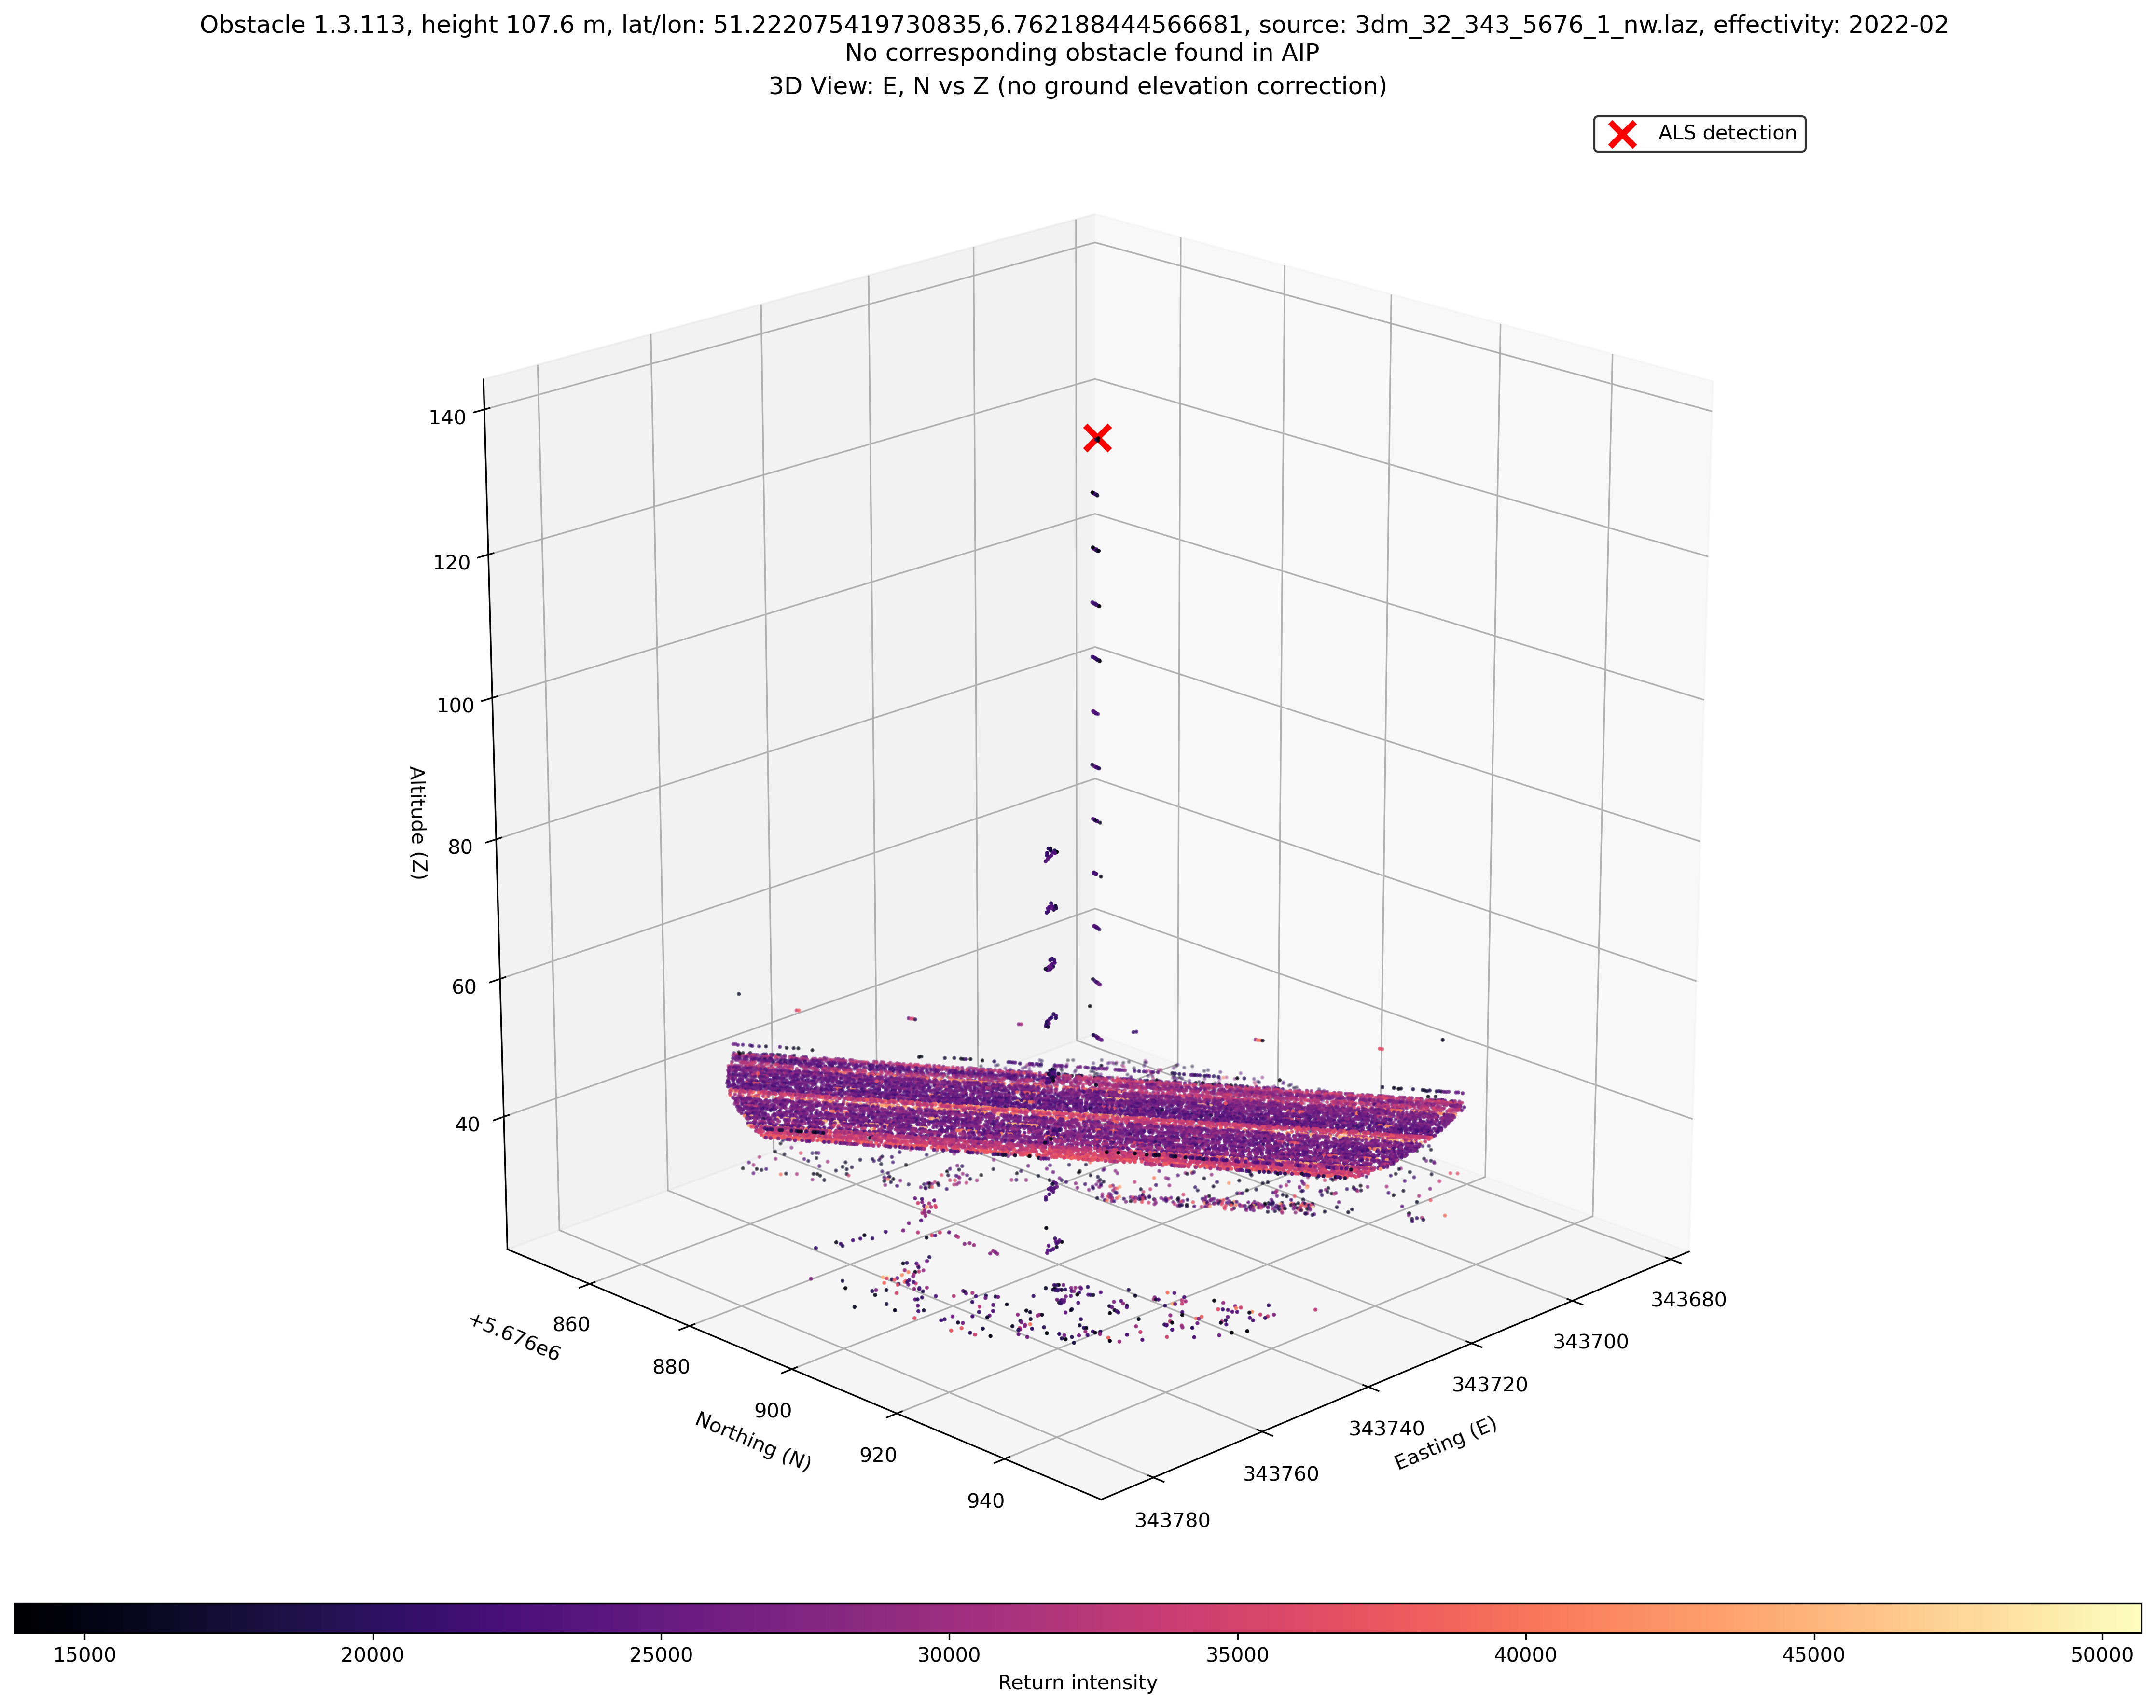 Obstacle 1.3.113, height 107.6 m, lat/lon: 51.222075419730835,6.762188444566681, source: 3dm_32_343_5676_1_nw.laz, effectivity: 2022-02
No corresponding obstacle found in AIP
3D View: E, N vs Z (no ground elevation correction)
ALS detection
140
120
100
80
60
40
Altitude (Z)
+5.676e6
860
880
900
920
940
Northing (N)
343680
343700
343720
343740
343760
343780
Easting (E)
15000 20000 25000 30000 35000 40000 45000 50000
Return intensity